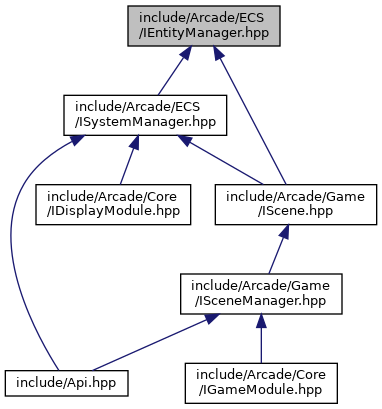 include/Arcade/ECS
/IEntityManager.hpp
include/Arcade/ECS
/ISystemManager.hpp
include/Arcade/Core
/IDisplayModule.hpp
include/Arcade/Game
/IScene.hpp
include/Arcade/Game
/ISceneManager.hpp
include/Api.hpp
include/Arcade/Core
/IGameModule.hpp